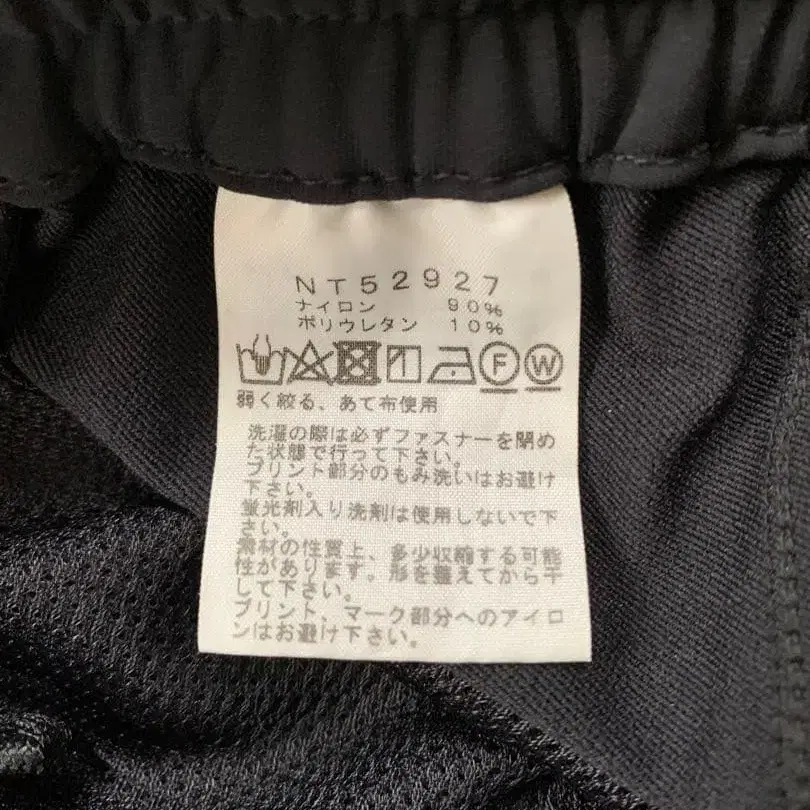 NT52927
ナイロン 90%
ポリウレタン 10%
F W
弱く絞る、あて布使用
洗濯の際は必ずファスナーを閉め
た状態で行って下さい。
プリント部分のもみ洗いはお避け
下さい。
蛍光剤入り洗剤は使用しないで下
さい。
素材の性質上、多少収縮する可能
性があります。形を整えてから干
して下さい。
プリント、マーク部分へのアイロ
ンはお避け下さい。